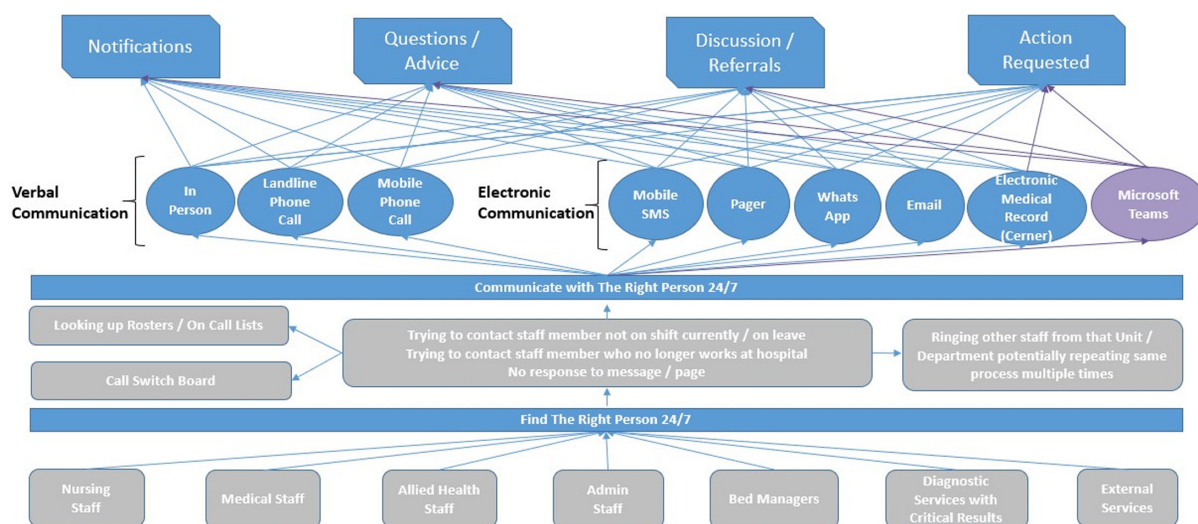 Notifications
Questions /
Advice
Discussion /
Referrals
Action
Requested
Verbal
Communication
In
Person
Landline
Phone
Call
Mobile
Phone
Call
Electronic
Communication
Mobile
SMS
Pager
Whats
App
Email
Electronic
Medical
Record
(Cerner)
Microsoft
Teams
Communicate with The Right Person 24/7
Looking up Rosters / On Call Lists
Call Switch Board
Trying to contact staff member not on shift currently / on leave
Trying to contact staff member who no longer works at hospital
No response to message / page
Ringing other staff from that Unit /
Department potentially repeating same
process multiple times
Find The Right Person 24/7
Nursing
Staff
Medical Staff
Allied Health
Staff
Admin
Staff
Bed Managers
Diagnostic
Services with
Critical Results
External
Services